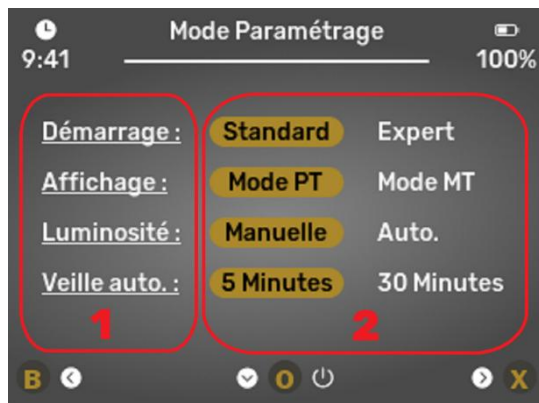 Mode Paramétrage
9:41
100%
Démarrage : Standard Expert
Affichage : Mode PT Mode MT
Luminosité : Manuelle Auto.
Veille auto. : 5 Minutes 30 Minutes
1 2
B O X